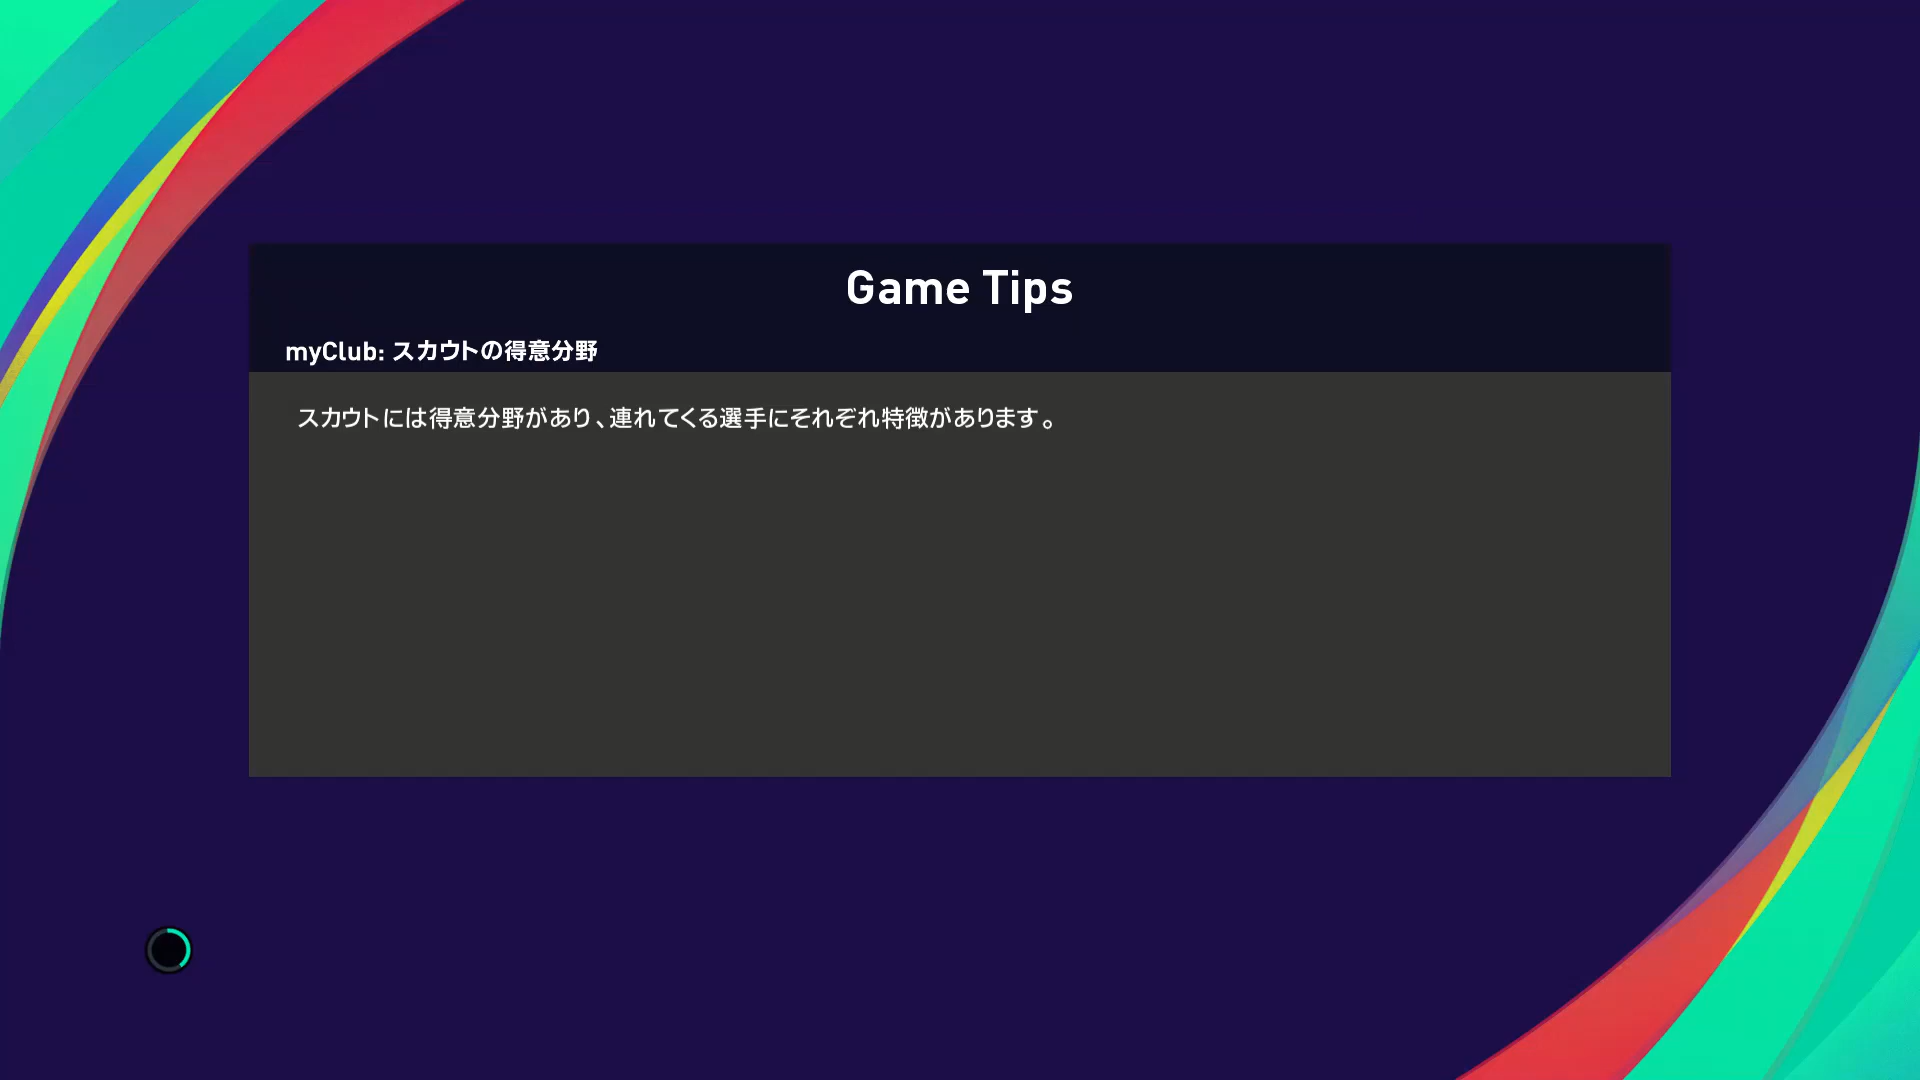 Game Tips
myClub: スカウトの得意分野
スカウトには得意分野があり、連れてくる選手にそれぞれ特徴があります。